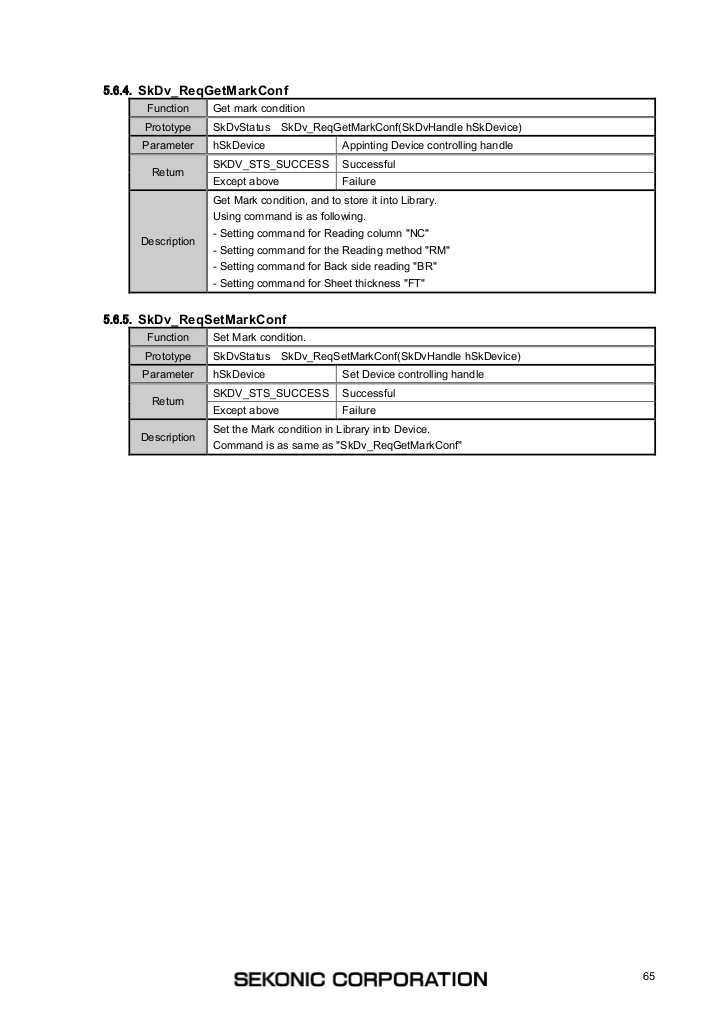 5.6.4. SkDv_ReqGetMarkConf
Function Get mark condition
Prototype SkDvStatus SkDv_ReqGetMarkConf(SkDvHandle hSkDevice)
Parameter hSkDevice Appinting Device controlling handle
Return SKDV_STS_SUCCESS Successful
Except above Failure
Description Get Mark condition, and to store it into Library.
Using command is as following.
- Setting command for Reading column "NC"
- Setting command for the Reading method "RM"
- Setting command for Back side reading "BR"
- Setting command for Sheet thickness "FT"
5.6.5. SkDv_ReqSetMarkConf
Function Set Mark condition.
Prototype SkDvStatus SkDv_ReqSetMarkConf(SkDvHandle hSkDevice)
Parameter hSkDevice Set Device controlling handle
Return SKDV_STS_SUCCESS Successful
Except above Failure
Description Set the Mark condition in Library into Device.
Command is as same as "SkDv_ReqGetMarkConf"
SEKONIC CORPORATION 65